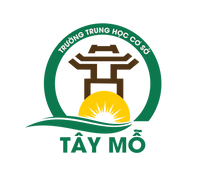 TRƯỜNG TRUNG HỌC CƠ SỞ
TÂY MỖ